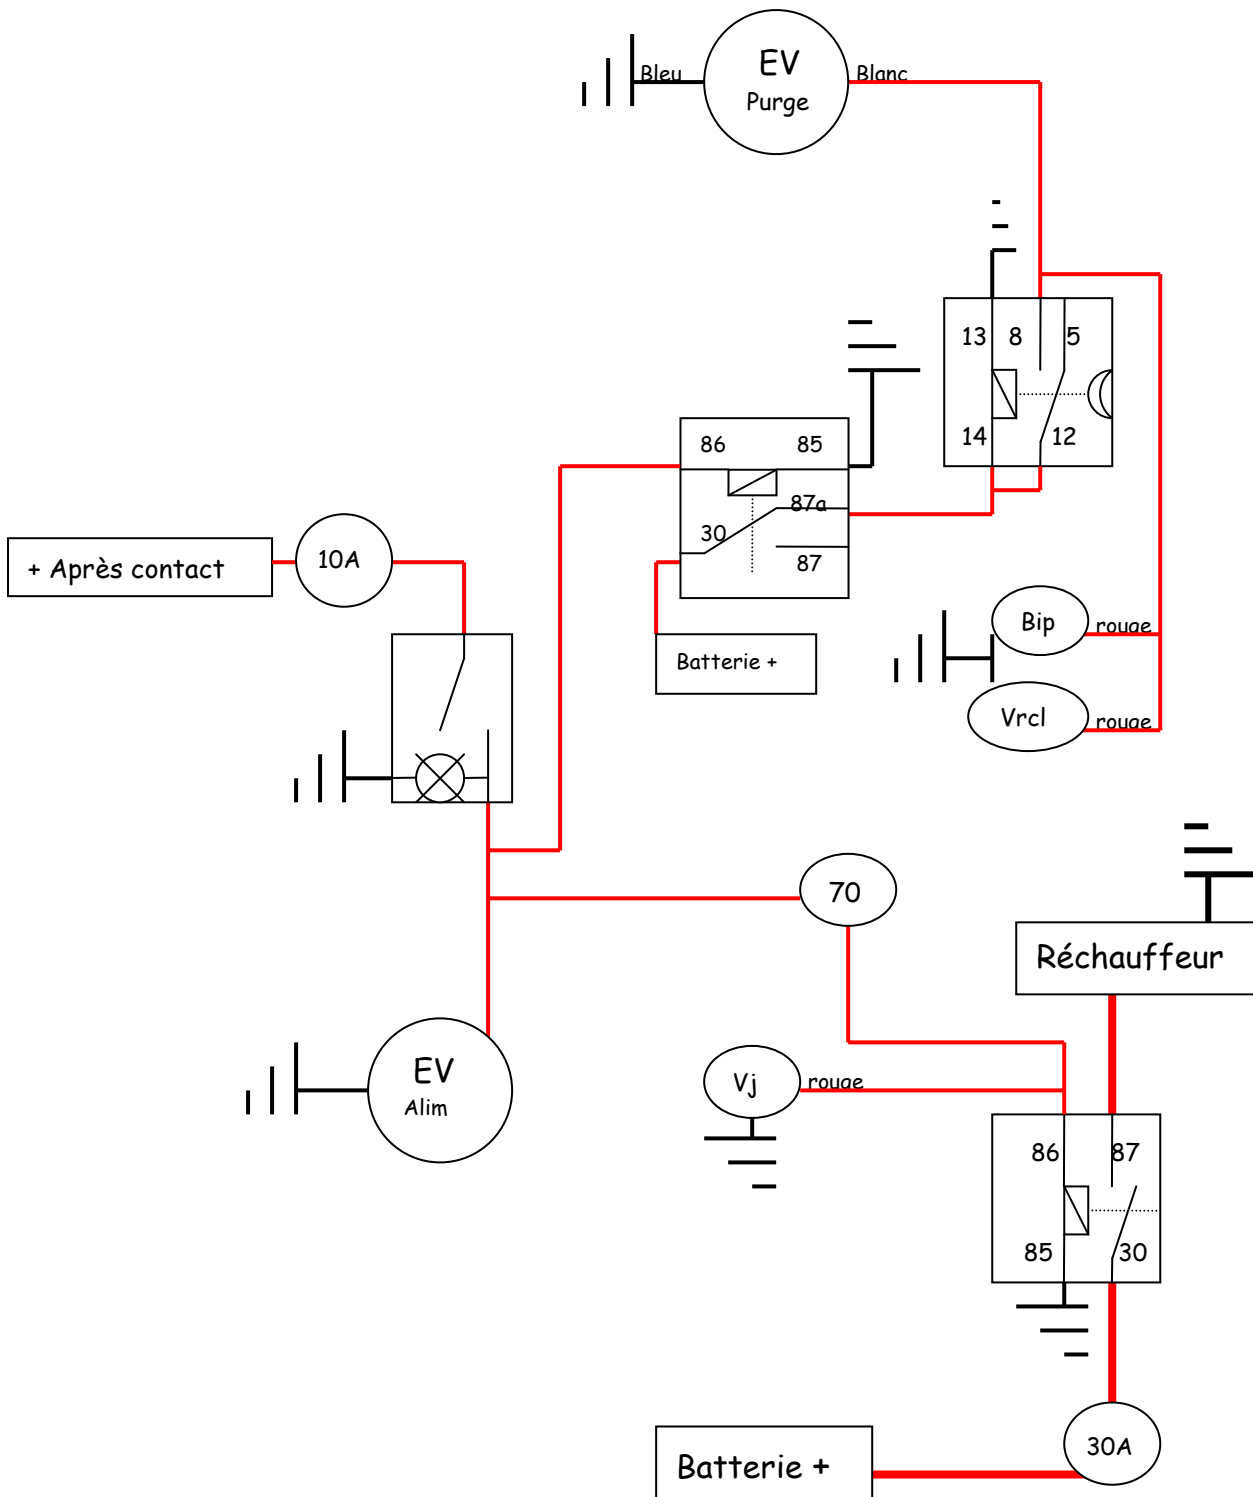 EV
Purge
Bleu
Blanc
13 8 5
14 12
86 85
87a
30
87
+ Après contact
10A
Batterie +
Bip
rouge
Vrcl
rouge
70
Réchauffeur
EV
Alim
Vj
rouge
86 87
85 30
30A
Batterie +